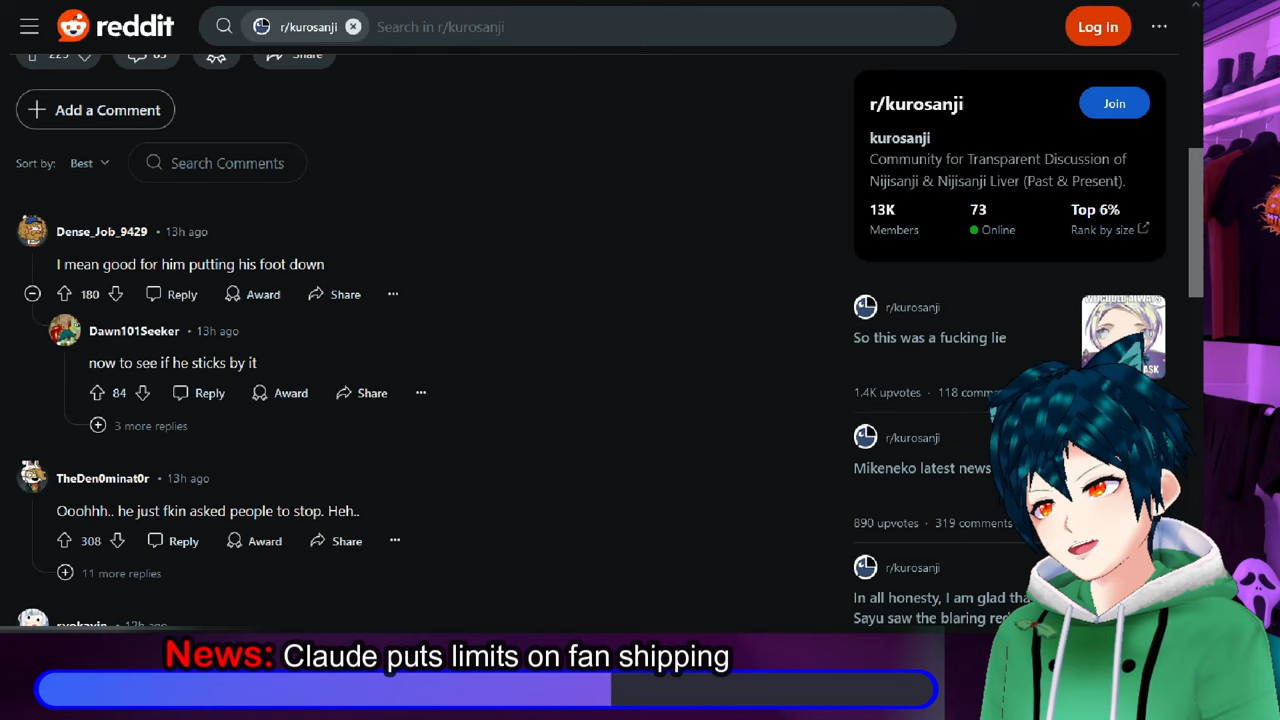 reddit
r/kurosanji
Search in r/kurosanji
Log In
Share
Add a Comment
Sort by: Best
Search Comments
Dense_Job_9429 • 13h ago
I mean good for him putting his foot down
180 Reply Award Share
Dawn101Seeker • 13h ago
now to see if he sticks by it
84 Reply Award Share
3 more replies
TheDen0minat0r • 13h ago
Ooohhh.. he just fkin asked people to stop. Heh..
308 Reply Award Share
11 more replies
r/kurosanji
Join
kurosanji
Community for Transparent Discussion of
Nijisanji & Nijisanji Liver (Past & Present).
13K 73 Top 6%
Members Online Rank by size
r/kurosanji
So this was a fucking lie
1.4K upvotes · 118
r/kurosanji
Mikeneko latest news
890 upvotes · 319 comments
r/kurosanji
In all honesty, I am glad
Sayu saw the blaring
News: Claude puts limits on fan shipping